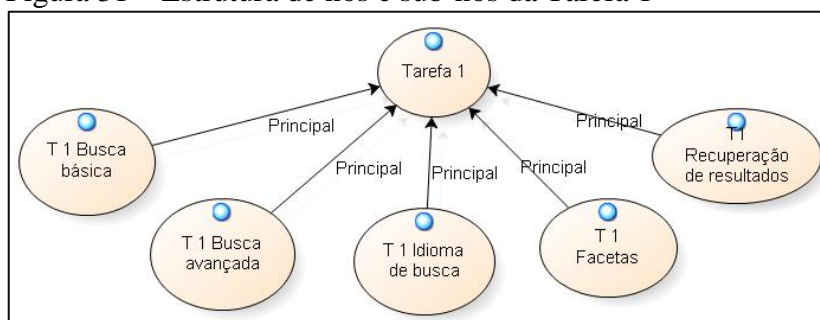 Figura 31 – Estrutura de nós e sub-nós da Tarefa 1
Tarefa 1
Principal
Principal
Principal
Principal
Principal
T 1 Busca
básica
T 1 Busca
avançada
T 1 Idioma
de busca
T 1
Facetas
T1
Recuperação
de resultados